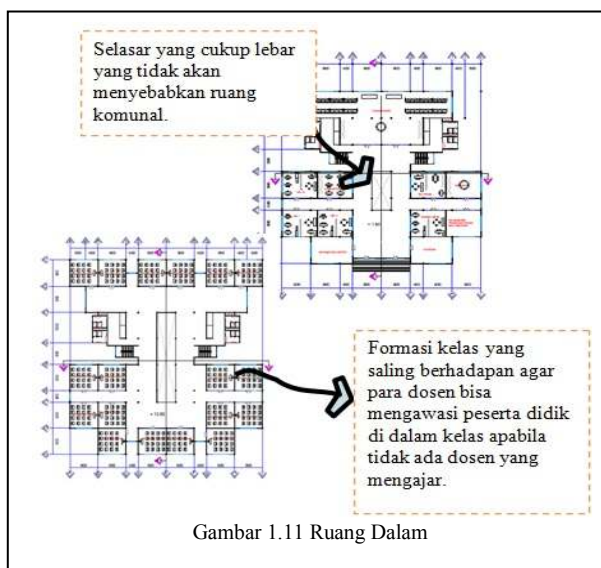 Selasar yang cukup lebar
yang tidak akan
menyebabkan ruang
komunal.
Formasi kelas yang
saling berhadapan agar
para dosen bisa
mengawasi peserta didik
di dalam kelas apabila
tidak ada dosen yang
mengajar.
Gambar 1.11 Ruang Dalam